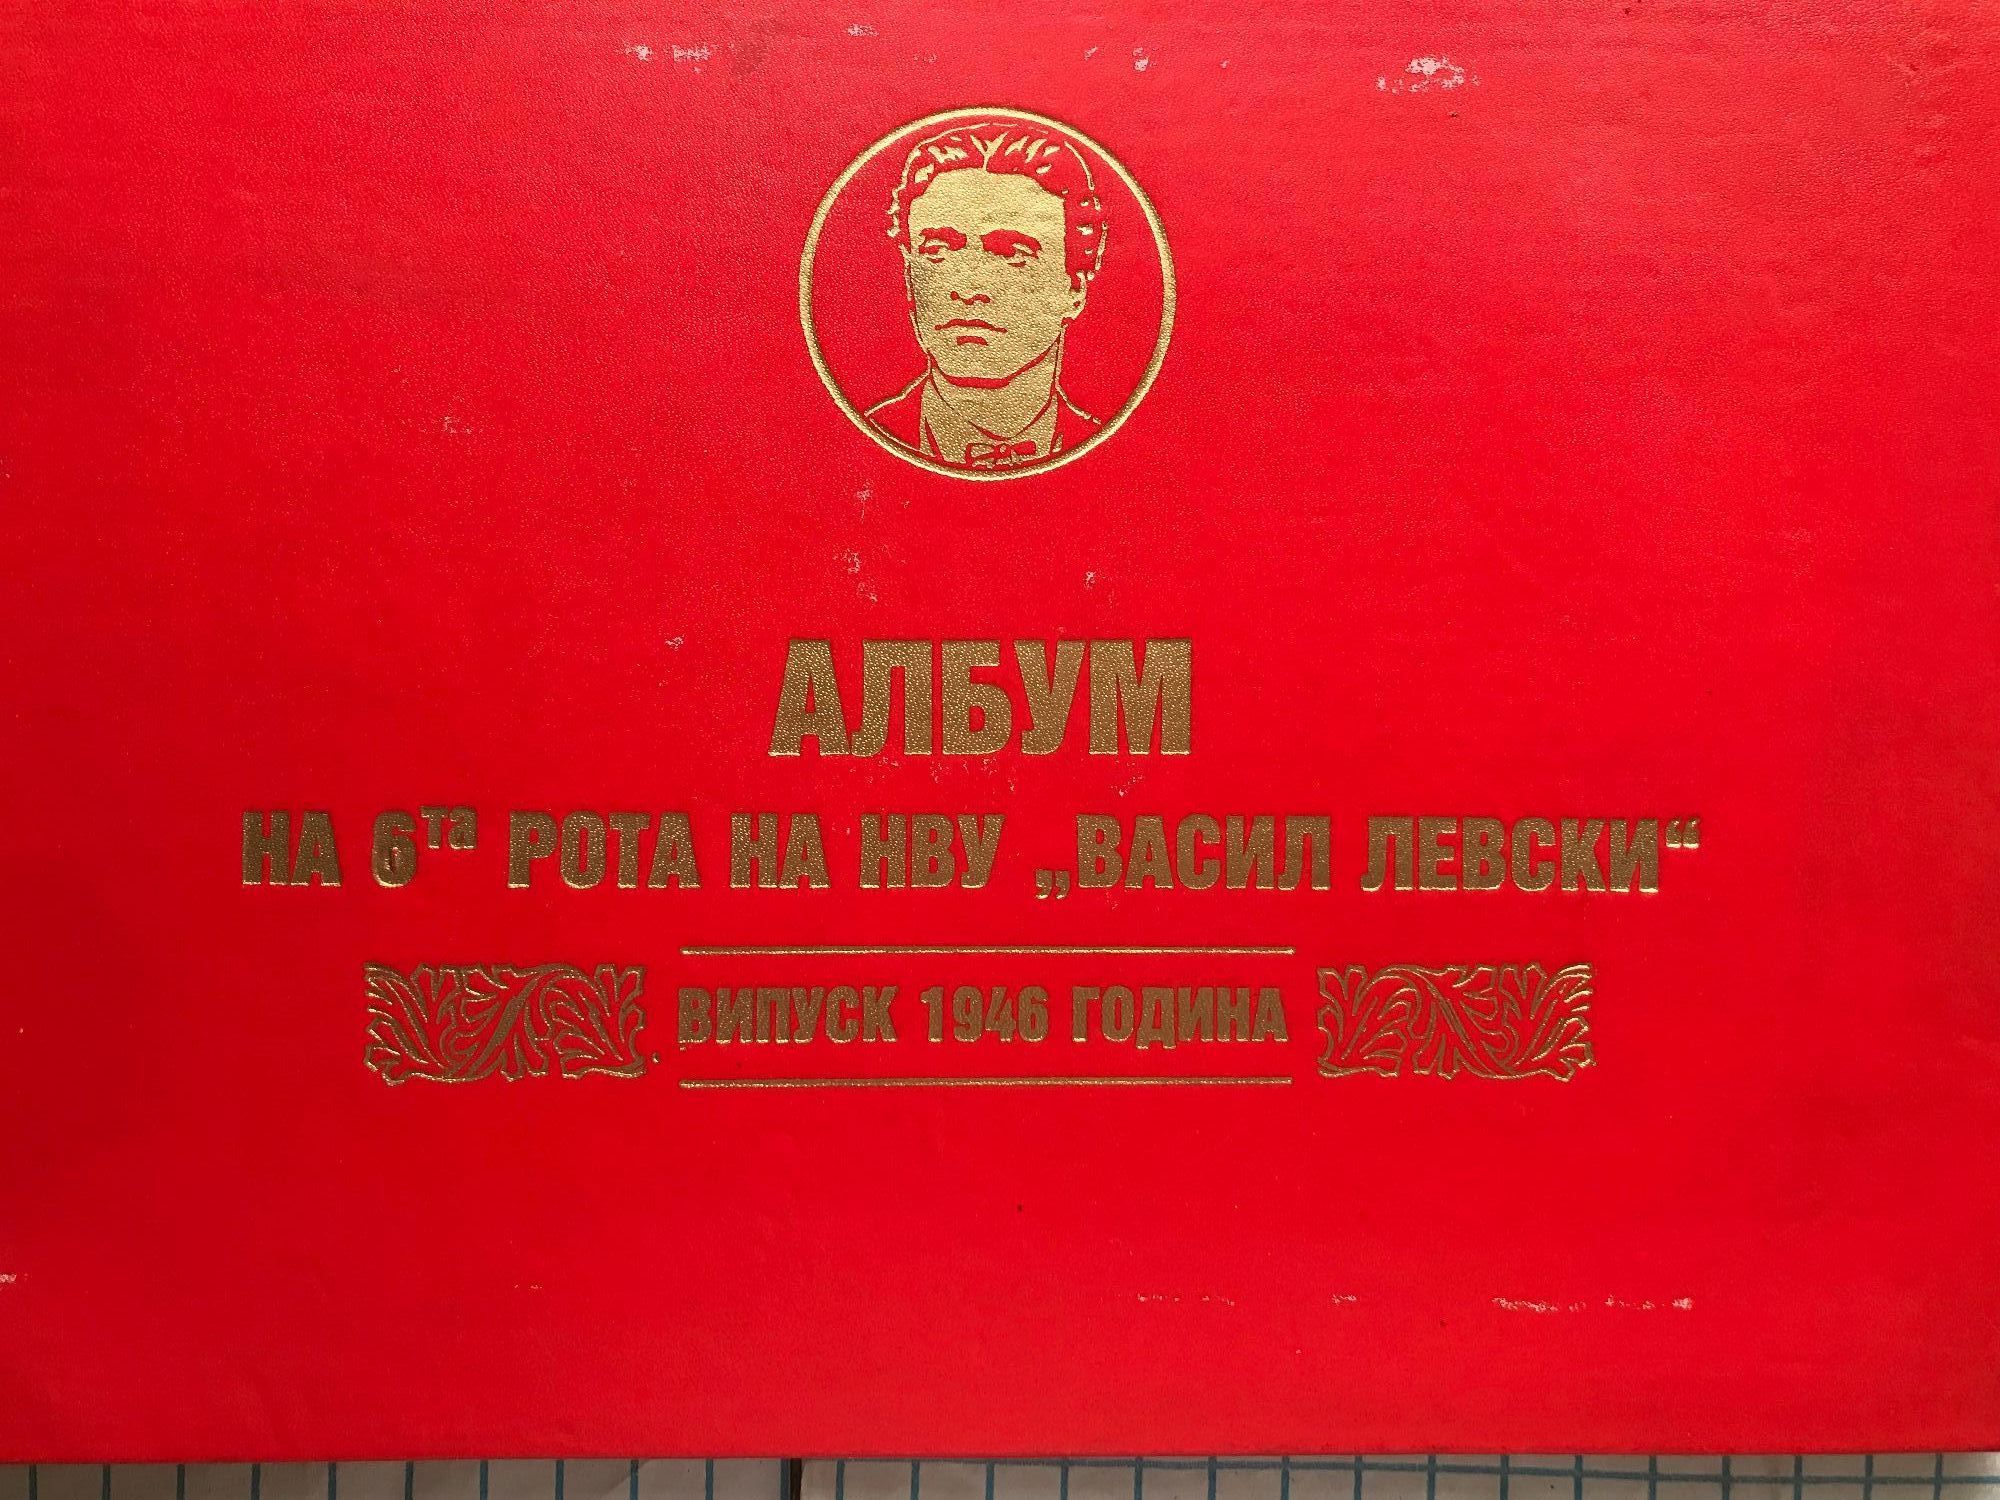 АЛБУМ
НА 6та РОТА НА НВУ „ВАСИЛ ЛЕВСКИ“
ВИПУСК 1946 ГОДИНА